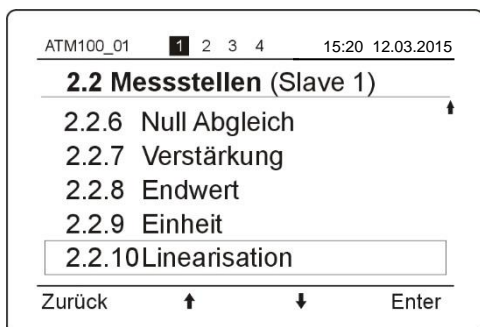 ATM100_01 1 2 3 4 15:20 12.03.2015
2.2 Messstellen (Slave 1)
2.2.6 Null Abgleich
2.2.7 Verstärkung
2.2.8 Endwert
2.2.9 Einheit
2.2.10Linearisation
Zurück Enter